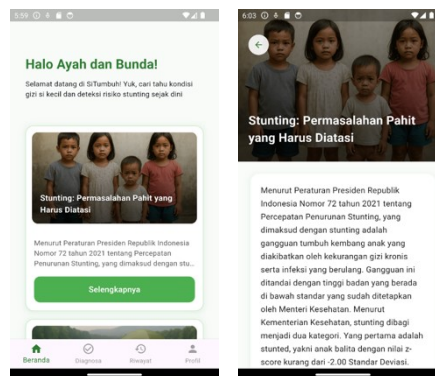 5:59
Halo Ayah dan Bunda!
Selamat datang di SiTumbuh! Yuk, cari tahu kondisi
gizi si kecil dan deteksi risiko stunting sejak dini
Stunting: Permasalahan Pahit yang
Harus Diatasi
Menurut Peraturan Presiden Republik Indonesia
Nomor 72 tahun 2021 tentang Percepatan
Penurunan Stunting, yang dimaksud dengan stu...
Selengkapnya
Beranda
Diagnosa
Riwayat
Profil
6:03
Stunting: Permasalahan Pahit
yang Harus Diatasi
Menurut Peraturan Presiden Republik
Indonesia Nomor 72 tahun 2021 tentang
Percepatan Penurunan Stunting, yang
dimaksud dengan stunting adalah
gangguan tumbuh kembang anak yang
diakibatkan oleh kekurangan gizi kronis
serta infeksi yang berulang. Gangguan ini
ditandai dengan tinggi badan yang berada
di bawah standar yang sudah ditetapkan
oleh Menteri Kesehatan. Menurut
Kementerian Kesehatan, stunting dibagi
menjadi dua kategori. Yang pertama adalah
stunted, yakni anak balita dengan nilai z-
score kurang dari -2.00 Standar Deviasi.